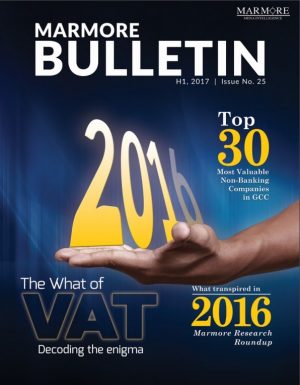 MARMORE
MENA INTELLIGENCE
MARMORE
BULLETIN
H1, 2017 | Issue No. 25
Top
30
Most Valuable
Non-Banking
Companies
in GCC
2016
The What of
VAT
Decoding the enigma
What transpired in
2016
Marmore Research
Roundup